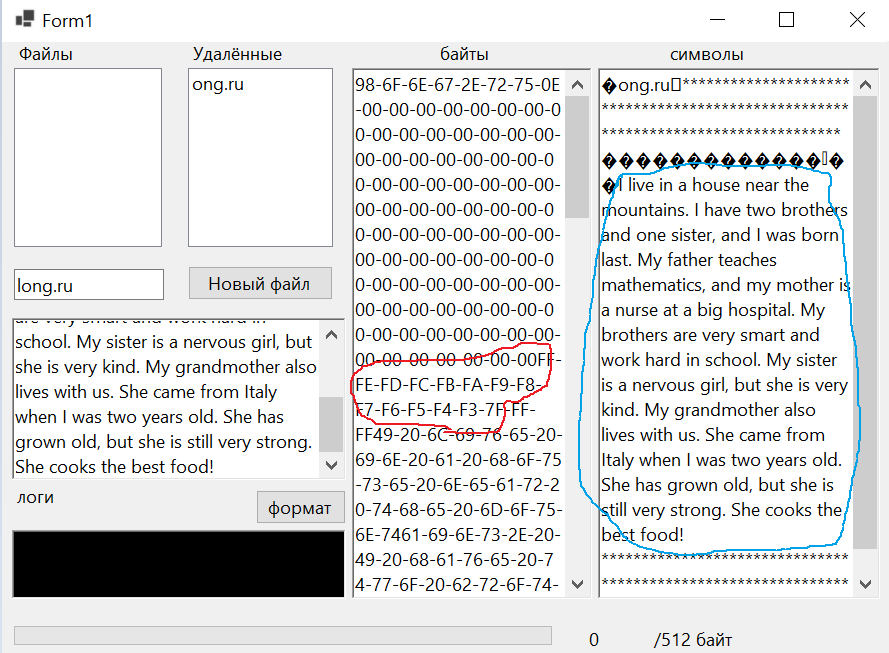 Form1
Файлы
Удалённые
ong.ru
long.ru
Новый файл
are very smart and work hard in
school. My sister is a nervous girl, but
she is very kind. My grandmother also
lives with us. She came from Italy
when I was two years old. She has
grown old, but she is still very strong.
She cooks the best food!
логи
формат
байты
98-6F-6E-67-2E-72-75-0E
-00-00-00-00-00-00-00-0
0-00-00-00-00-00-00-00-
00-00-00-00-00-00-00-0
0-00-00-00-00-00-00-00-
00-00-00-00-00-00-00-0
0-00-00-00-00-00-00-00-
00-00-00-00-00-00-00-0
0-00-00-00-00-00-00-00-
00-00-00-00-00-00-00-0
0-00-00-00-00-00-00-00-
00-00-00-00-00-00-00FF-
FE-FD-FC-FB-FA-F9-F8-
F7-F6-F5-F4-F3-7F-FF-
FF49-20-6C-69-76-65-20-
69-6E-20-61-20-68-6F-75
-73-65-20-6E-65-61-72-2
0-74-68-65-20-6D-6F-75-
6E-7461-69-6E-73-2E-20-
49-20-68-61-76-65-20-7
4-77-6F-20-62-72-6F-74-
символы
�ong.ru▯*********************
*******************************
******************************
�������������▯�
�I live in a house near the
mountains. I have two brothers
and one sister, and I was born
last. My father teaches
mathematics, and my mother is
a nurse at a big hospital. My
brothers are very smart and
work hard in school. My sister
is a nervous girl, but she is very
kind. My grandmother also
lives with us. She came from
Italy when I was two years old.
She has grown old, but she is
still very strong. She cooks the
best food!
*******************************
*******************************
0 /512 байт